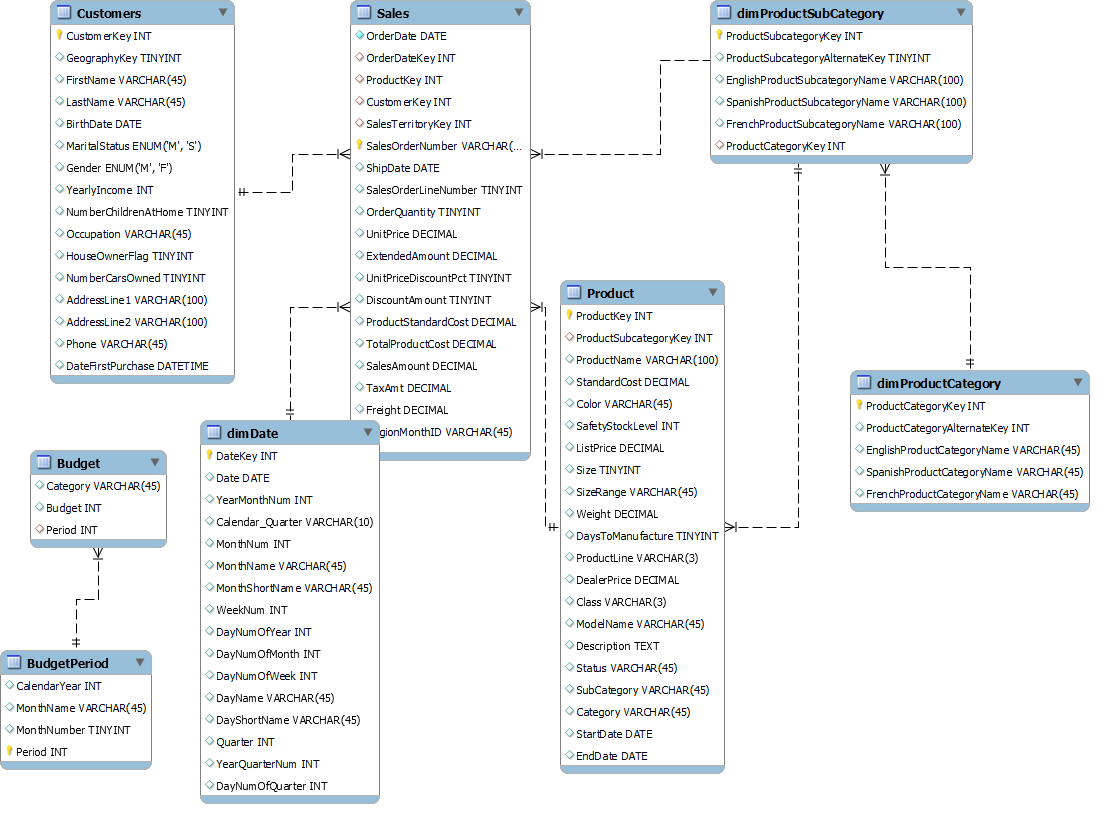 Customers
CustomerKey INT
GeographyKey TINYINT
FirstName VARCHAR(45)
LastName VARCHAR(45)
BirthDate DATE
MaritalStatus ENUM('M', 'S')
Gender ENUM('M', 'F')
YearlyIncome INT
NumberChildrenAtHome TINYINT
Occupation VARCHAR(45)
HouseOwnerFlag TINYINT
NumberCarsOwned TINYINT
AddressLine1 VARCHAR(100)
AddressLine2 VARCHAR(100)
Phone VARCHAR(45)
DateFirstPurchase DATETIME
Sales
OrderDate DATE
OrderDateKey INT
ProductKey INT
CustomerKey INT
SalesTerritoryKey INT
SalesOrderNumber VARCHAR(...
ShipDate DATE
SalesOrderLineNumber TINYINT
OrderQuantity TINYINT
UnitPrice DECIMAL
ExtendedAmount DECIMAL
UnitPriceDiscountPct TINYINT
DiscountAmount TINYINT
ProductStandardCost DECIMAL
TotalProductCost DECIMAL
SalesAmount DECIMAL
TaxAmt DECIMAL
Freight DECIMAL
gionMonthID VARCHAR(45)
dimProductSubCategory
ProductSubcategoryKey INT
ProductSubcategoryAlternateKey TINYINT
EnglishProductSubcategoryName VARCHAR(100)
SpanishProductSubcategoryName VARCHAR(100)
FrenchProductSubcategoryName VARCHAR(100)
ProductCategoryKey INT
Product
ProductKey INT
ProductSubcategoryKey INT
ProductName VARCHAR(100)
StandardCost DECIMAL
Color VARCHAR(45)
SafetyStockLevel INT
ListPrice DECIMAL
Size TINYINT
SizeRange VARCHAR(45)
Weight DECIMAL
DaysToManufacture TINYINT
ProductLine VARCHAR(3)
DealerPrice DECIMAL
Class VARCHAR(3)
ModelName VARCHAR(45)
Description TEXT
Status VARCHAR(45)
SubCategory VARCHAR(45)
Category VARCHAR(45)
StartDate DATE
EndDate DATE
dimProductCategory
ProductCategoryKey INT
ProductCategoryAlternateKey INT
EnglishProductCategoryName VARCHAR(45)
SpanishProductCategoryName VARCHAR(45)
FrenchProductCategoryName VARCHAR(45)
dimDate
DateKey INT
Date DATE
YearMonthNum INT
Calendar_Quarter VARCHAR(10)
MonthNum INT
MonthName VARCHAR(45)
MonthShortName VARCHAR(45)
WeekNum INT
DayNumOfYear INT
DayNumOfMonth INT
DayNumOfWeek INT
DayName VARCHAR(45)
DayShortName VARCHAR(45)
Quarter INT
YearQuarterNum INT
DayNumOfQuarter INT
Budget
Category VARCHAR(45)
Budget INT
Period INT
BudgetPeriod
CalendarYear INT
MonthName VARCHAR(45)
MonthNumber TINYINT
Period INT